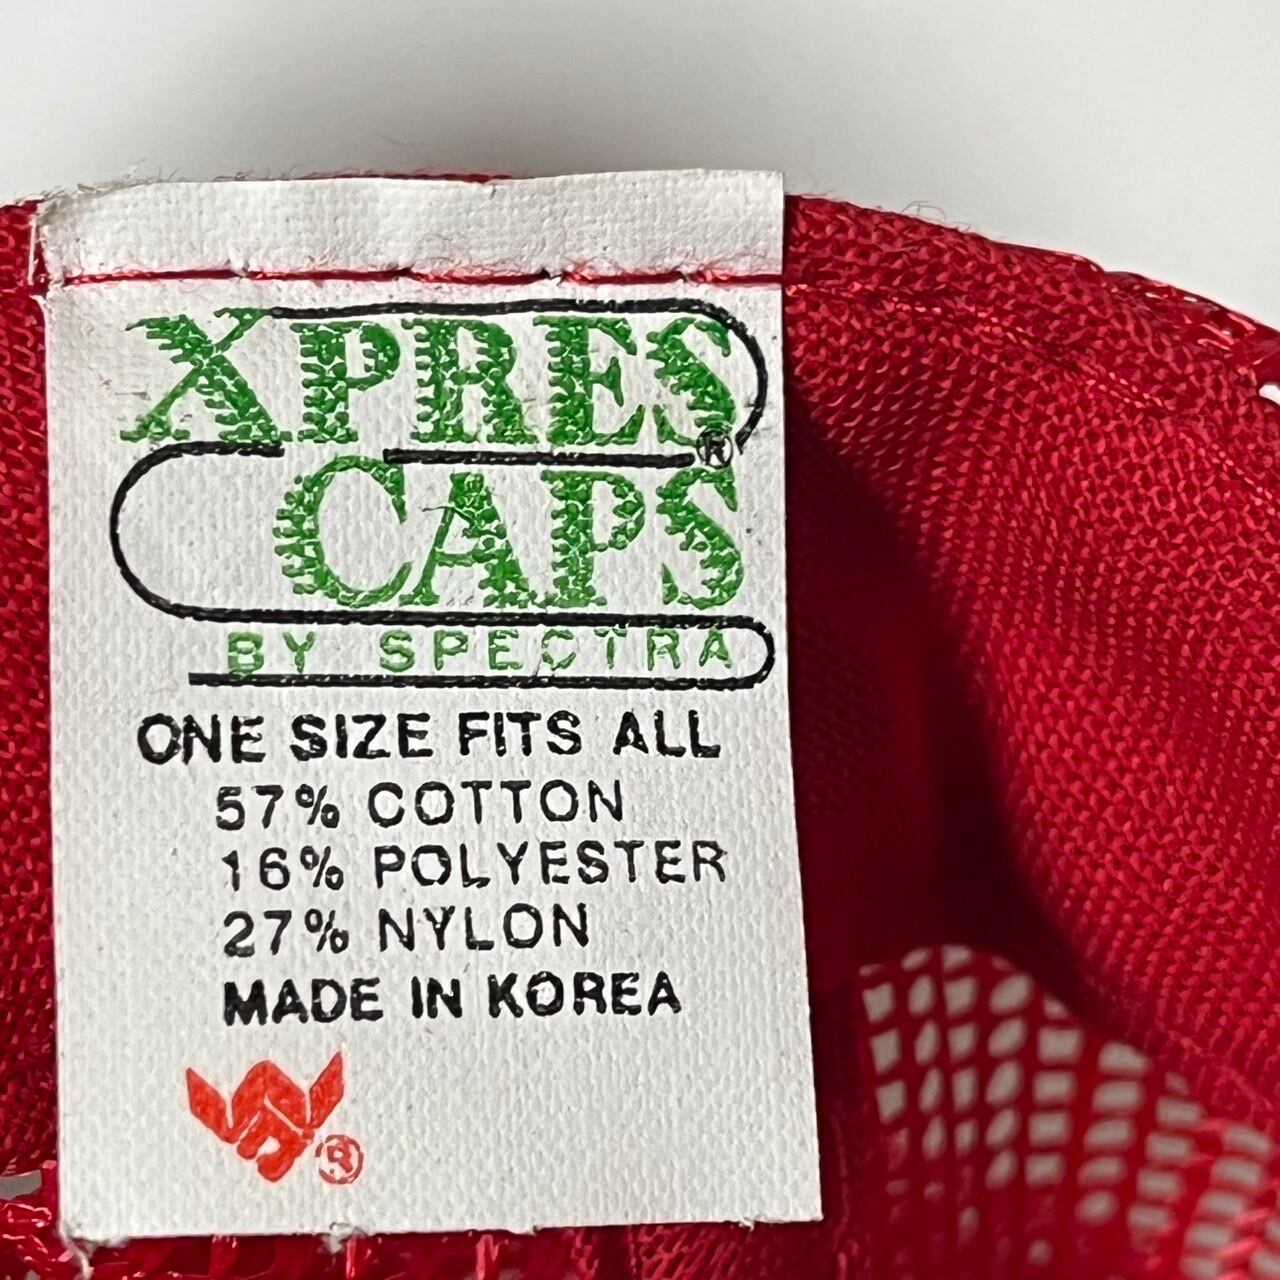 XPRES®
CAPS
BY SPECTRA
ONE SIZE FITS ALL
57% COTTON
16% POLYESTER
27% NYLON
MADE IN KOREA
®